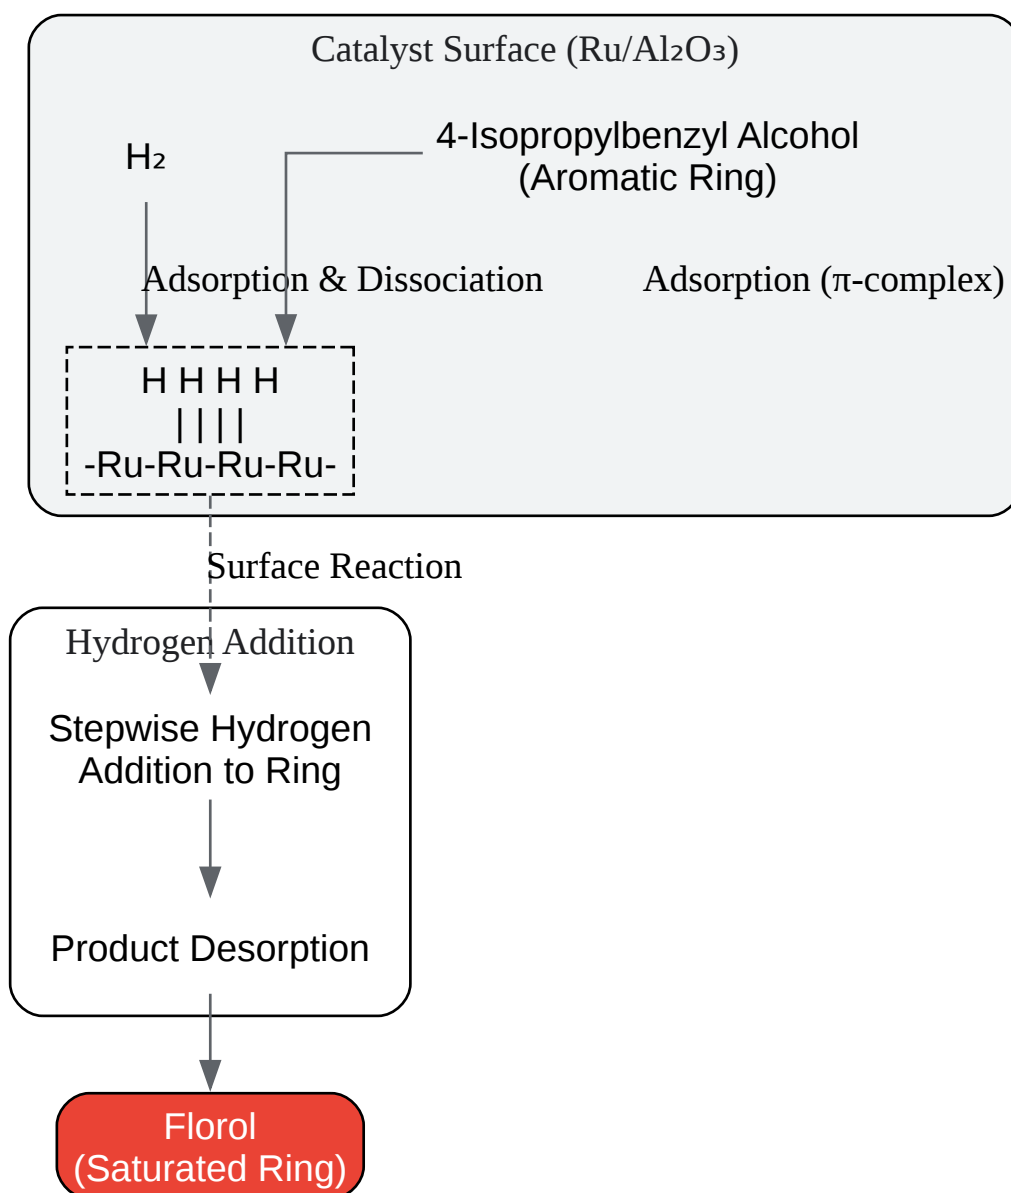 Catalyst Surface (Ru/Al₂O₃)
H₂
4-Isopropylbenzyl Alcohol
(Aromatic Ring)
Adsorption & Dissociation
Adsorption (π-complex)
H H H H
| | | |
-Ru-Ru-Ru-Ru-
Surface Reaction
Hydrogen Addition
Stepwise Hydrogen
Addition to Ring
Product Desorption
Florol
(Saturated Ring)